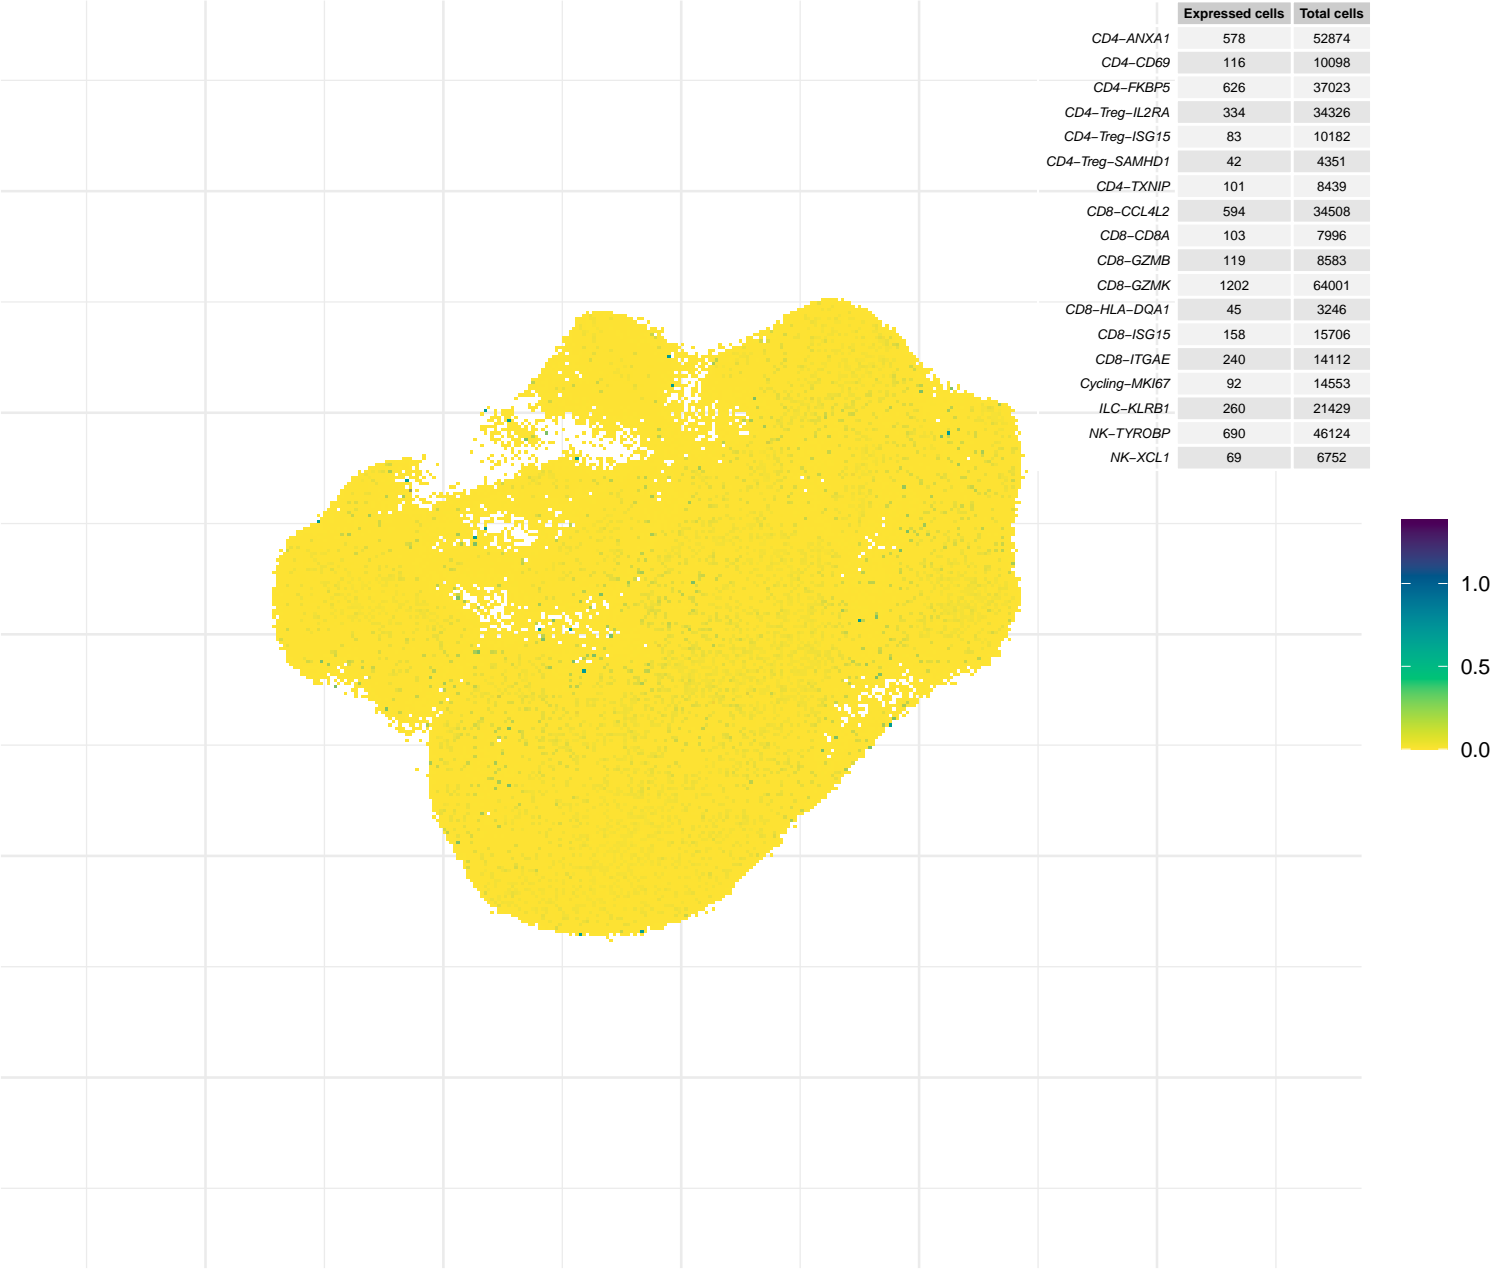 Expressed cells Total cells
CD4−ANXA1 578 52874
CD4−CD69 116 10098
CD4−FKBP5 626 37023
CD4−Treg−IL2RA 334 34326
CD4−Treg−ISG15 83 10182
CD4−Treg−SAMHD1 42 4351
CD4−TXNIP 101 8439
CD8−CCL4L2 594 34508
CD8−CD8A 103 7996
CD8−GZMB 119 8583
CD8−GZMK 1202 64001
CD8−HLA−DQA1 45 3246
CD8−ISG15 158 15706
CD8−ITGAE 240 14112
Cycling−MKI67 92 14553
ILC−KLRB1 260 21429
NK−TYROBP 690 46124
NK−XCL1 69 6752
1.0
0.5
0.0